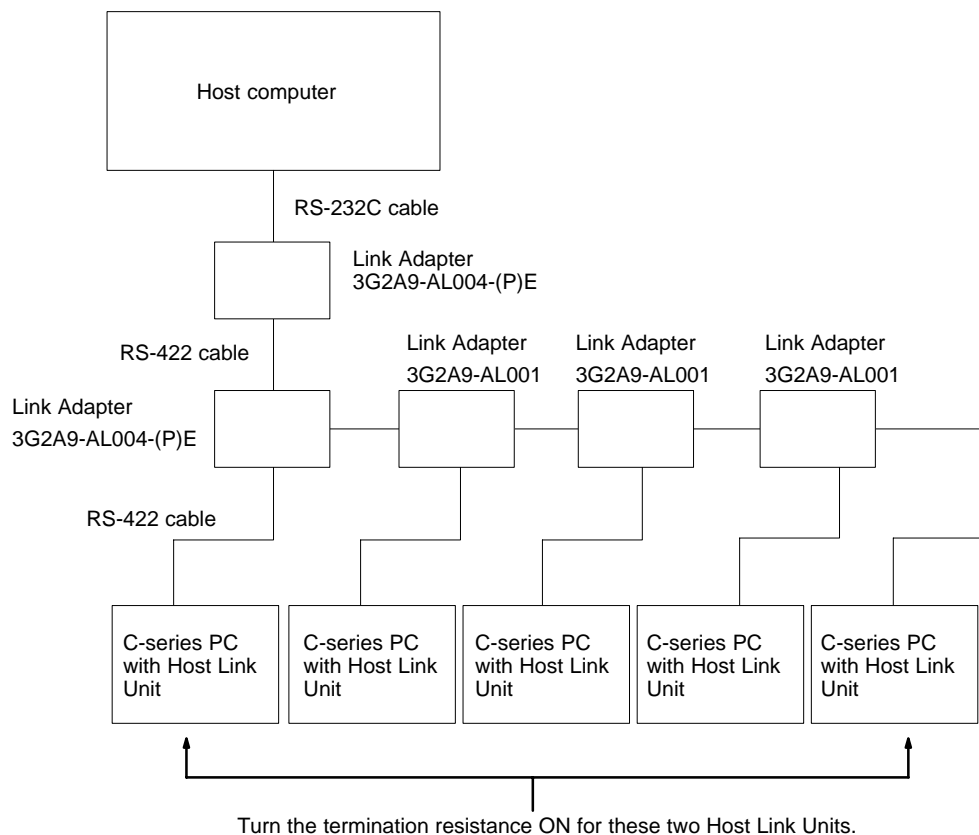 Host computer
RS-232C cable
Link Adapter
3G2A9-AL004-(P)E
RS-422 cable
Link Adapter
3G2A9-AL001
Link Adapter
3G2A9-AL001
Link Adapter
3G2A9-AL001
Link Adapter
3G2A9-AL004-(P)E
RS-422 cable
C-series PC
with Host Link
Unit
C-series PC
with Host Link
Unit
C-series PC
with Host Link
Unit
C-series PC
with Host Link
Unit
C-series PC
with Host Link
Unit
Turn the termination resistance ON for these two Host Link Units.